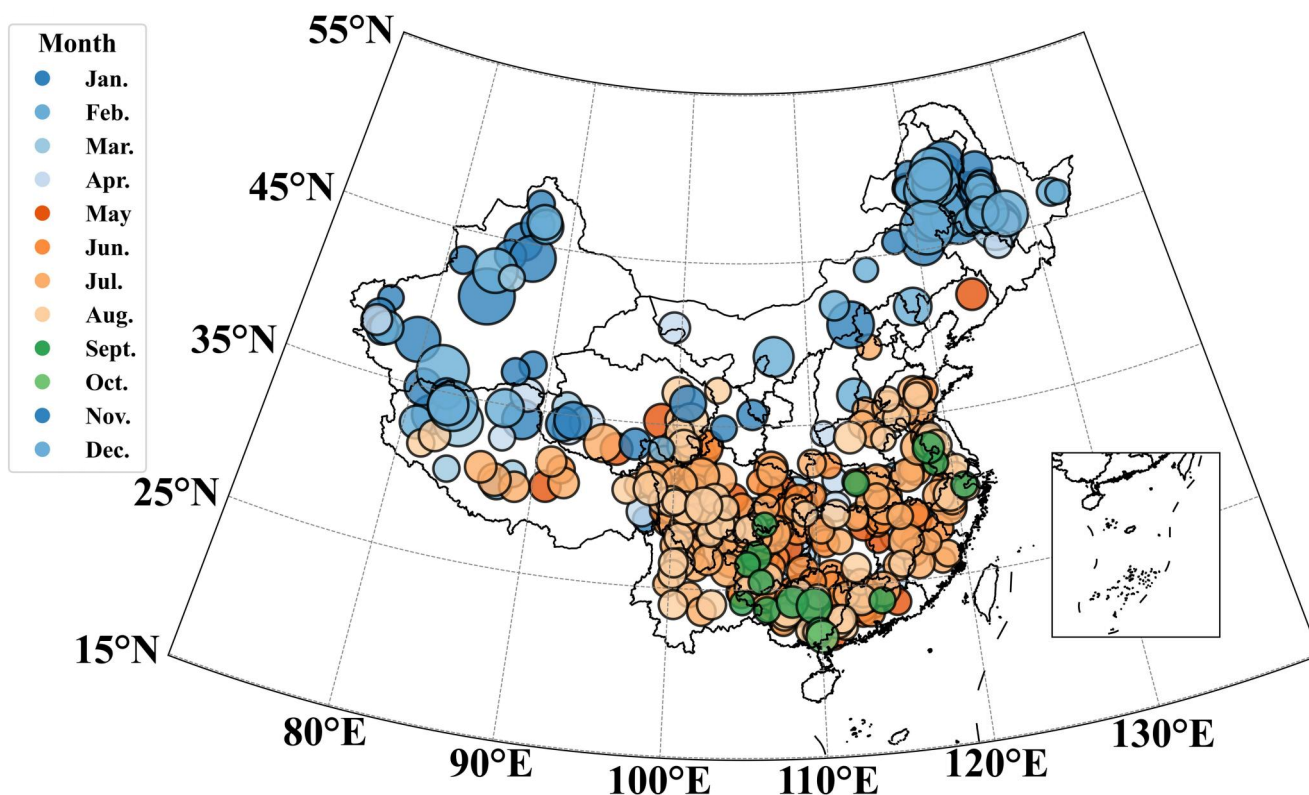 Month
Jan.
Feb.
Mar.
Apr.
May
Jun.
Jul.
Aug.
Sept.
Oct.
Nov.
Dec.
55°N
45°N
35°N
25°N
15°N
80°E
90°E
100°E
110°E
120°E
130°E